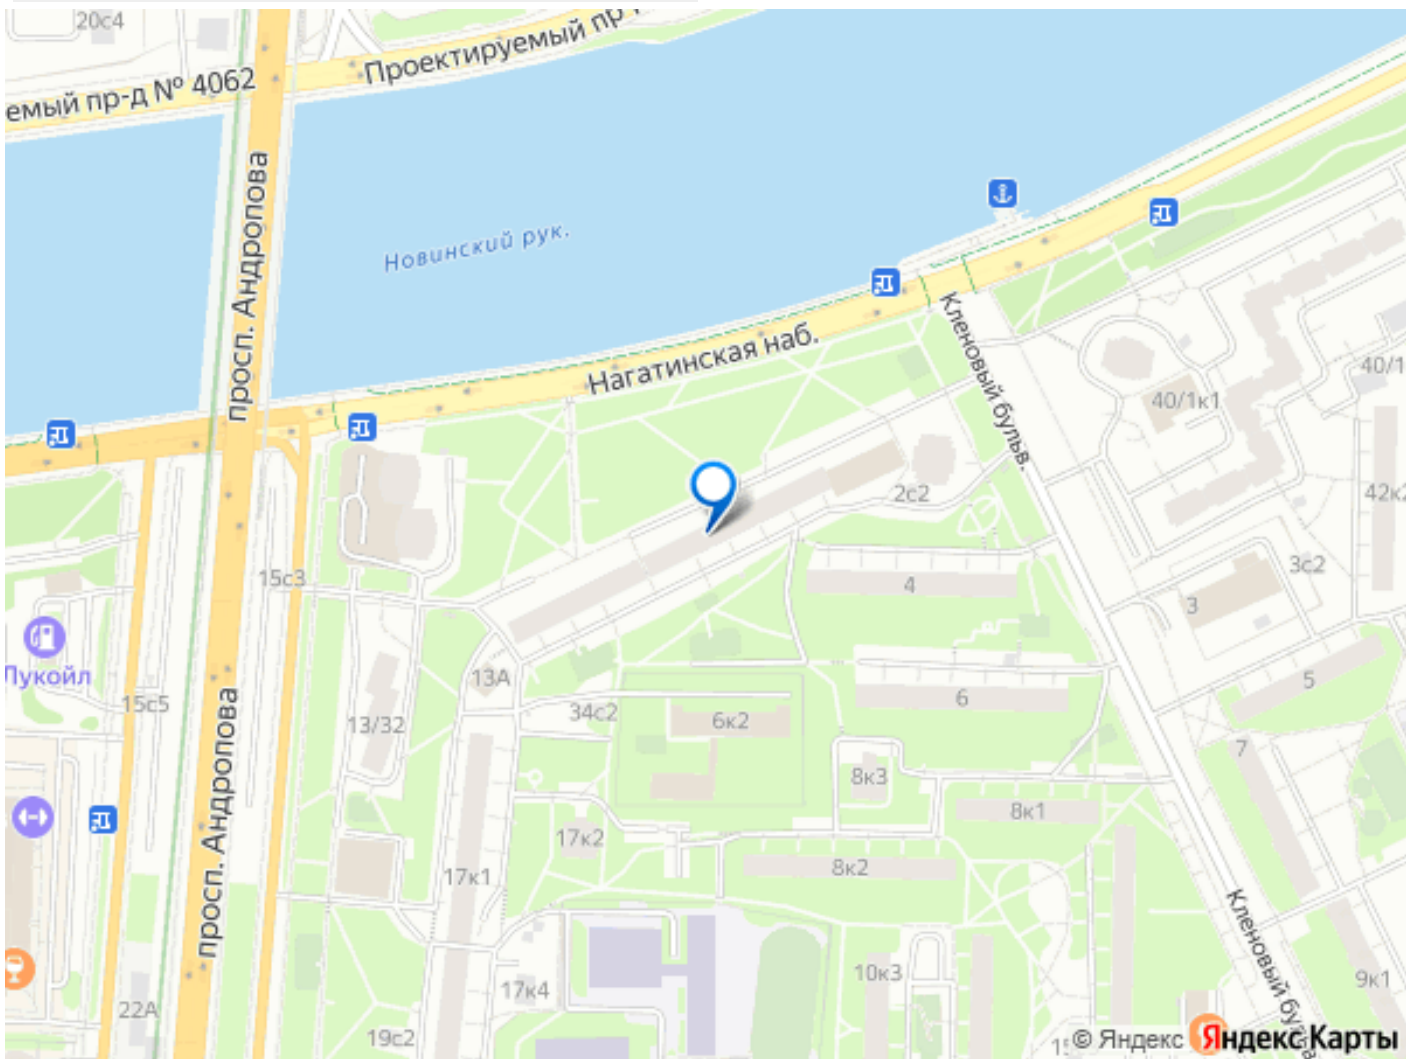 20с4
Проектируемый пр
емый пр-д № 4062
просп. Андропова
Новинский рук.
Нагатинская наб.
Кленовый бульв.
40/1
40/1к1
42к2
2с2
3с2
4
3
15с3
13А
5
Лукойл
15с5
34с2
13/32
6к2
6
7
8к3
8к1
просп. Андропова
17к2
8к2
17к1
Кленовый бульва
10к3
9к1
17к4
22А
19с2
© Яндекс Яндекс Карты